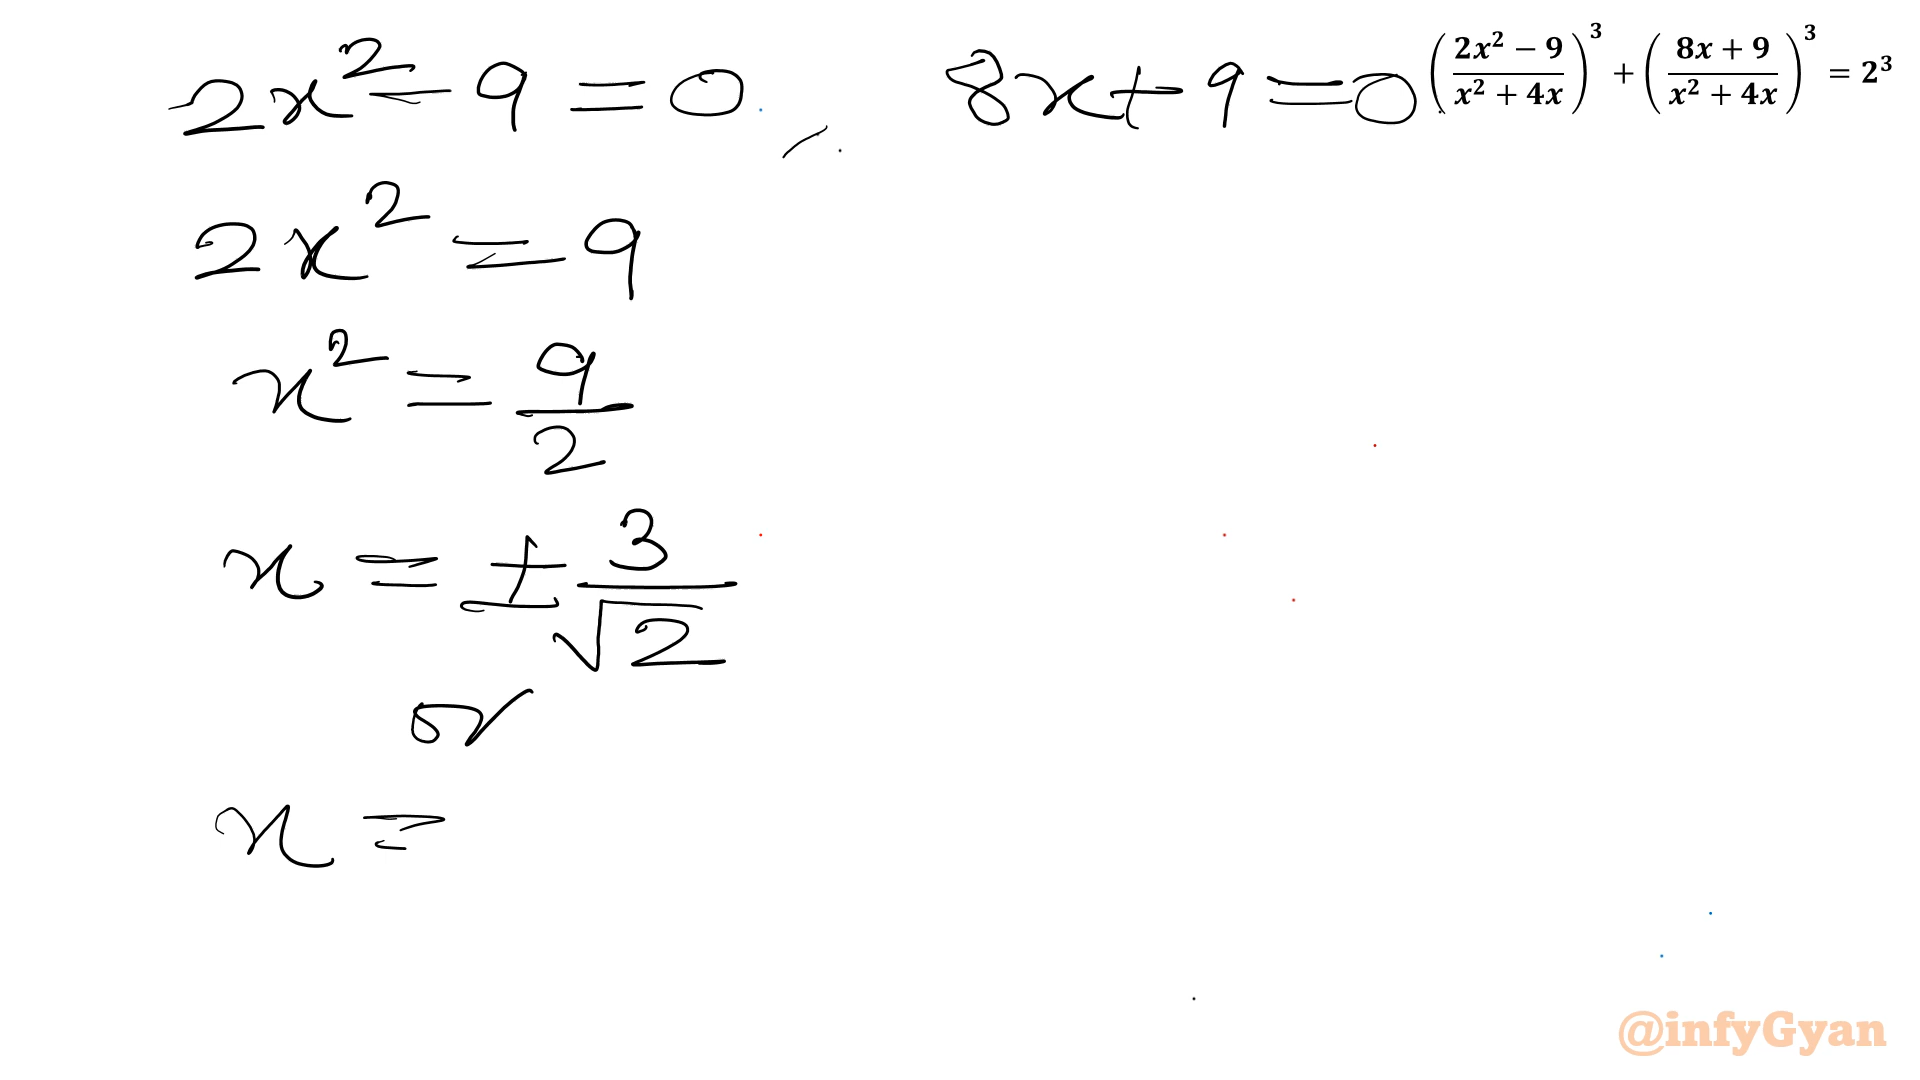 2x² - 9 = 0
8x + 9 = 0
((2x² − 9)/(x² + 4x))³ + ((8x + 9)/(x² + 4x))³ = 2³
2x² = 9
x² = 9/2
x = ± 3/√2
or
x =
@infyGyan